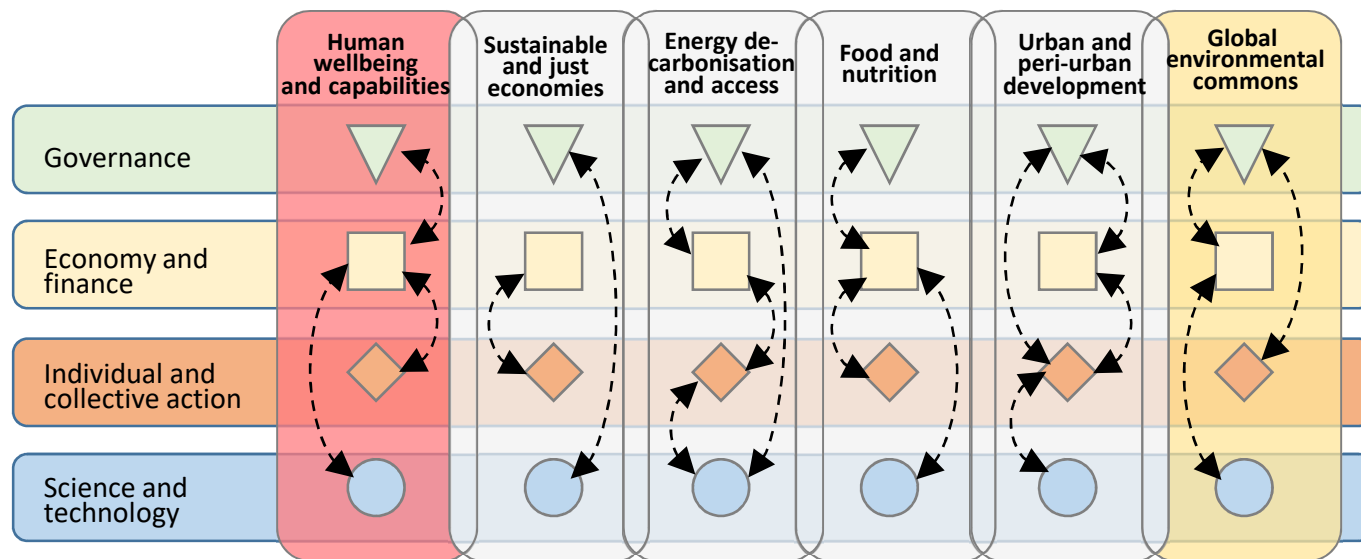 Human
wellbeing
and capabilities
Sustainable
and just
economies
Energy de-
carbonisation
and access
Food and
nutrition
Urban and
peri-urban
development
Global
environmental
commons
Governance
Economy and
finance
Individual and
collective action
Science and
technology